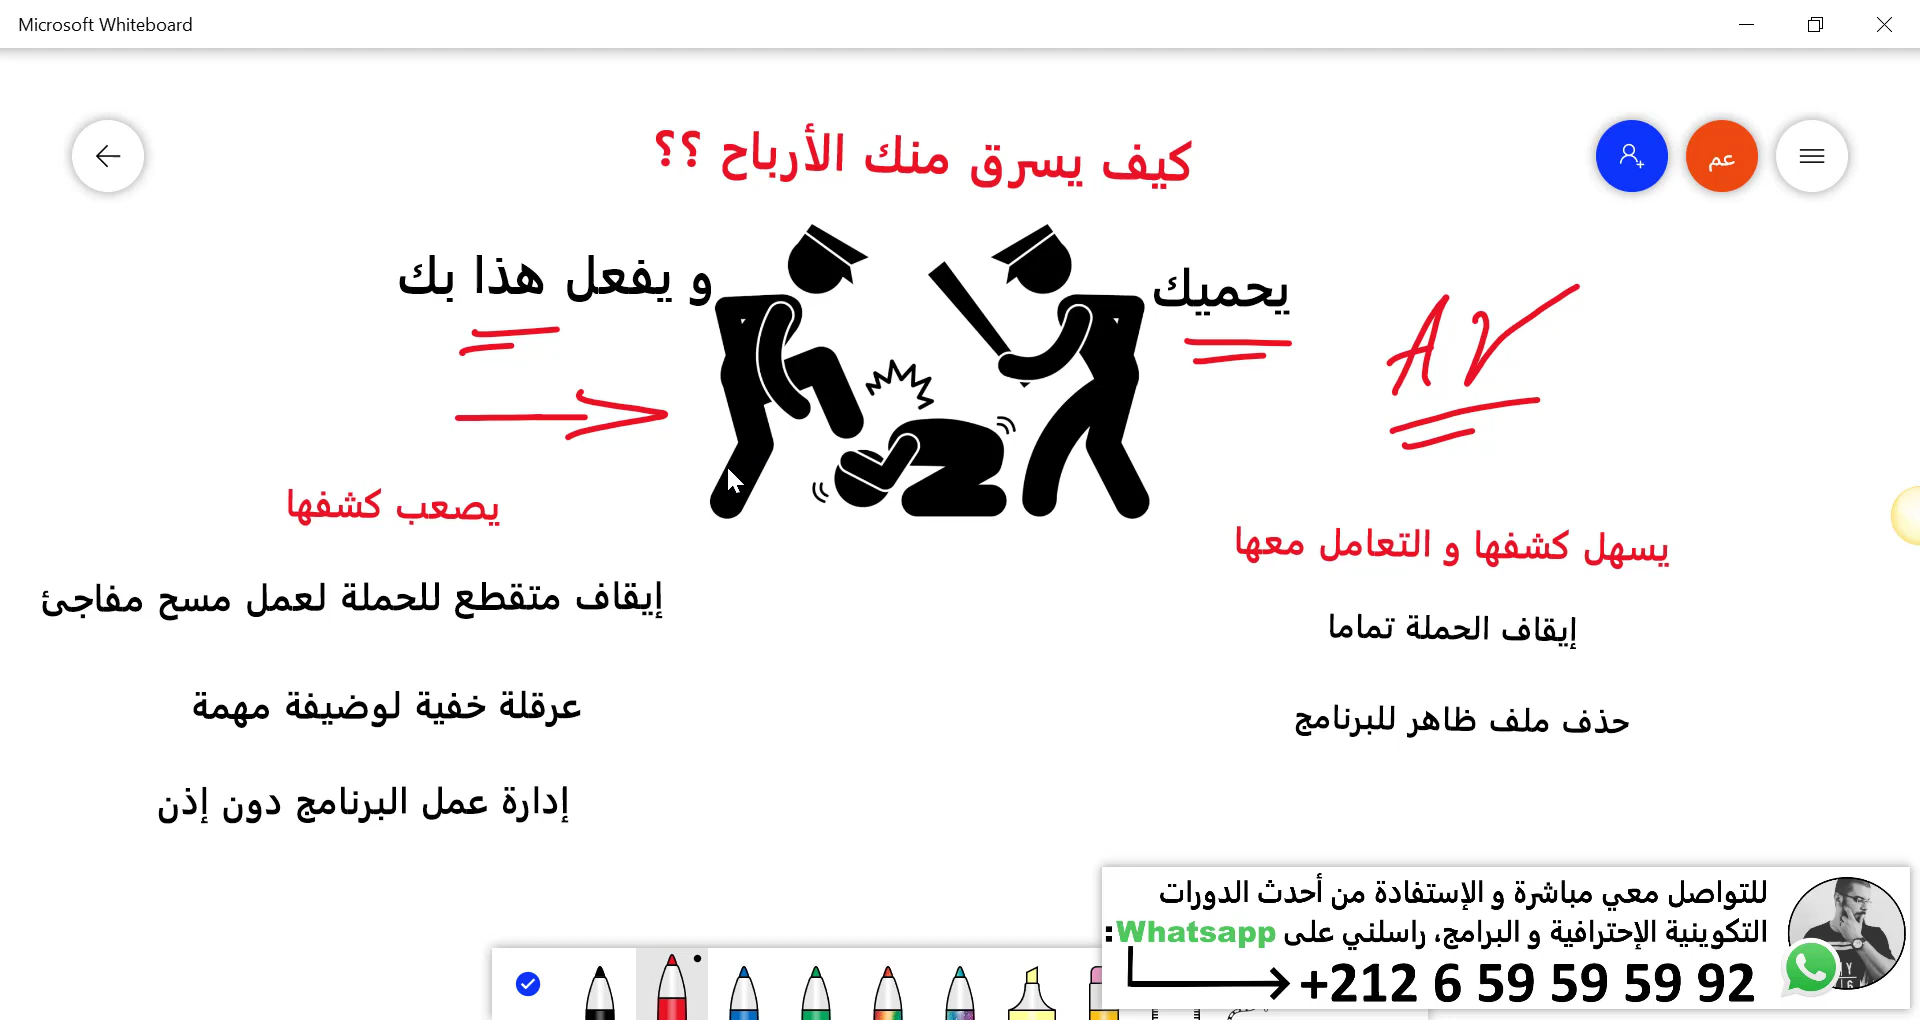 Microsoft Whiteboard
كيف يسرق منك الأرباح ؟؟
عم
يحميك
و يفعل هذا بك
AV
يصعب كشفها
يسهل كشفها و التعامل معها
إيقاف متقطع للحملة لعمل مسح مفاجئ
إيقاف الحملة تماما
عرقلة خفية لوضيفة مهمة
حذف ملف ظاهر للبرنامج
إدارة عمل البرنامج دون إذن
للتواصل معي مباشرة و الإستفادة من أحدث الدورات
التكوينية الإحترافية و البرامج، راسلني على Whatsapp:
+212 6 59 59 59 92